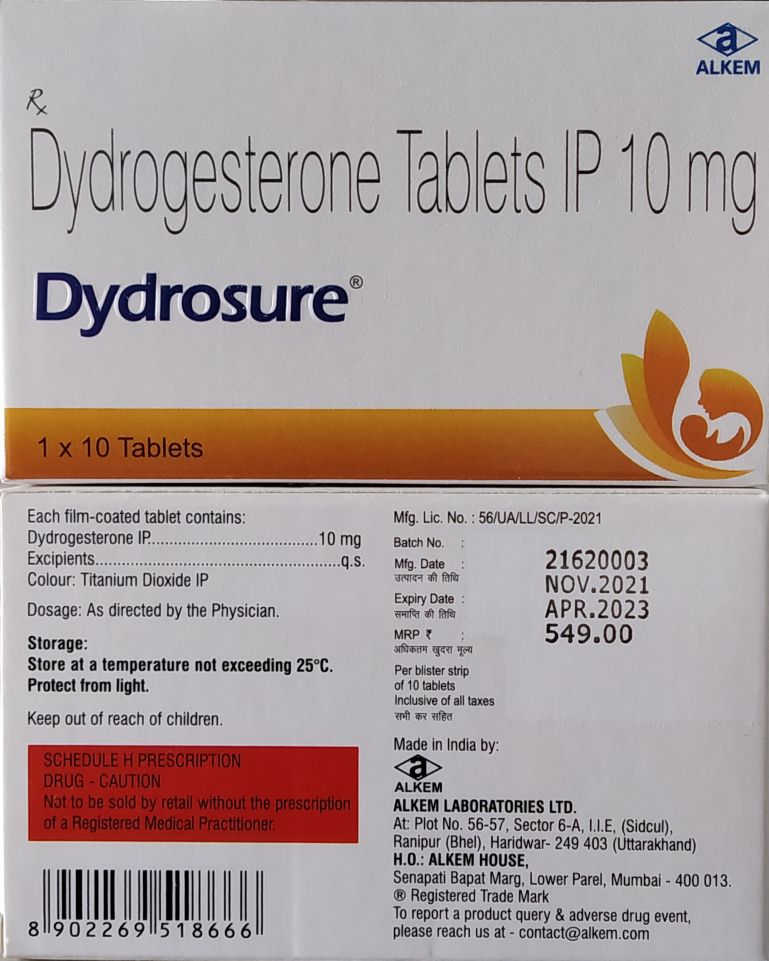 a
ALKEM
Rx
Dydrogesterone Tablets IP 10 mg
Dydrosure®
1 x 10 Tablets
Each film-coated tablet contains:
Dydrogesterone IP......................................10 mg
Excipients.....................................................q.s.
Colour: Titanium Dioxide IP
Dosage: As directed by the Physician.
Storage:
Store at a temperature not exceeding 25°C.
Protect from light.
Keep out of reach of children.
SCHEDULE H PRESCRIPTION
DRUG - CAUTION
Not to be sold by retail without the prescription
of a Registered Medical Practitioner.
8 902269 518666
Mfg. Lic. No. : 56/UA/LL/SC/P-2021
Batch No. : 21620003
Mfg. Date : NOV.2021
उत्पादन की तिथि
Expiry Date : APR.2023
समाप्ति की तिथि
MRP ₹ : 549.00
अधिकतम खुदरा मूल्य
Per blister strip
of 10 tablets
Inclusive of all taxes
सभी कर सहित
Made in India by:
a
ALKEM
ALKEM LABORATORIES LTD.
At: Plot No. 56-57, Sector 6-A, I.I.E, (Sidcul),
Ranipur (Bhel), Haridwar- 249 403 (Uttarakhand)
H.O.: ALKEM HOUSE,
Senapati Bapat Marg, Lower Parel, Mumbai - 400 013.
® Registered Trade Mark
To report a product query & adverse drug event,
please reach us at - contact@alkem.com